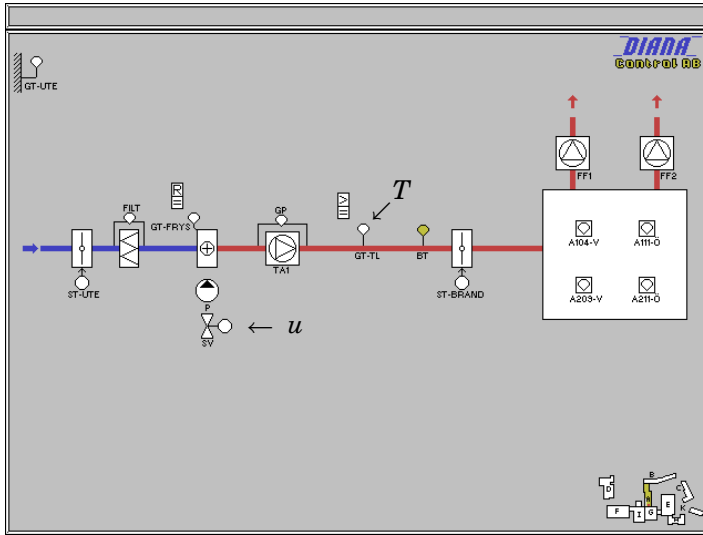 DIANA
Control AB
GT-UTE
FF1
FF2
R
FILT
GT-FRYS
GP
T
GT-TL
BT
TA1
ST-UTE
ST-BRAND
P
SV
← u
A104-V
A111-Ö
A209-V
A211-Ö
B
D
C
A
E
K
F
I
G